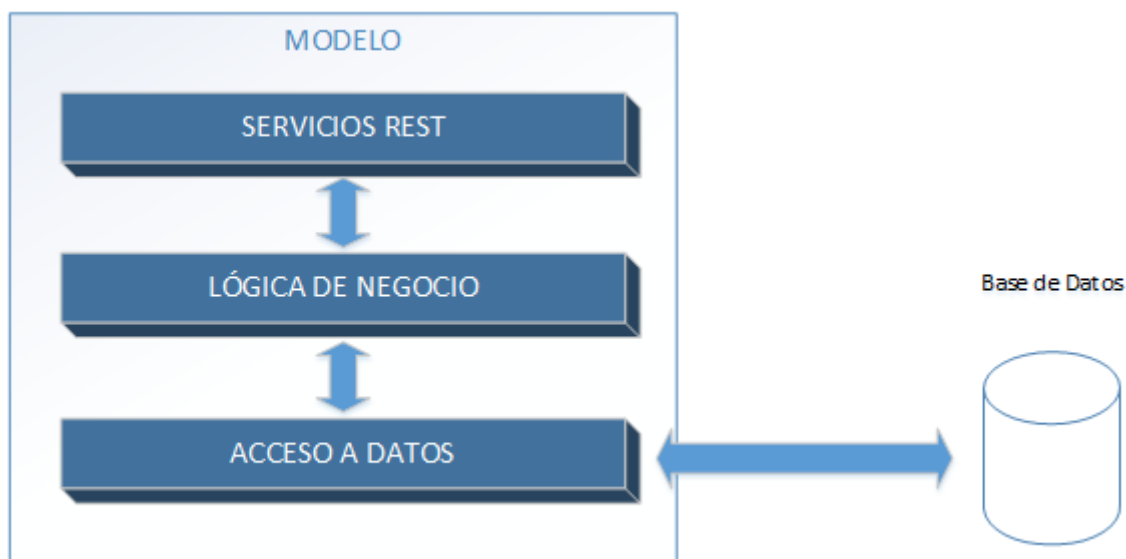 MODELO
SERVICIOS REST
LÓGICA DE NEGOCIO
Base de Datos
ACCESO A DATOS